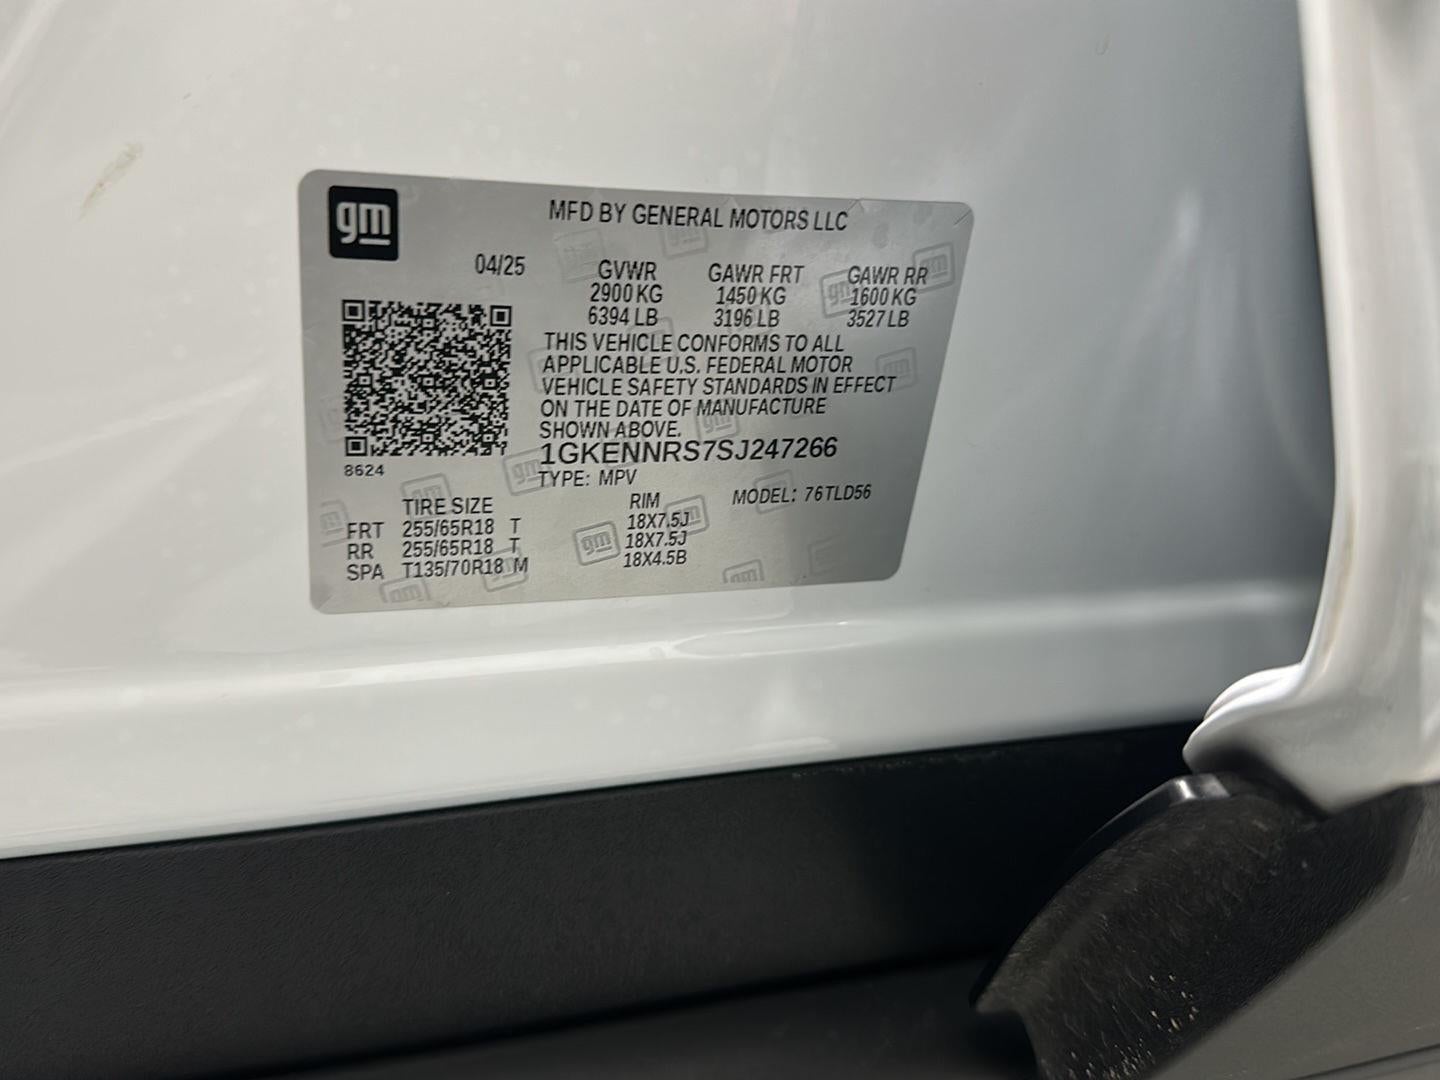 gm
MFD BY GENERAL MOTORS LLC
04/25 GVWR GAWR FRT GAWR RR
2900 KG 1450 KG 1600 KG
6394 LB 3196 LB 3527 LB
THIS VEHICLE CONFORMS TO ALL
APPLICABLE U.S. FEDERAL MOTOR
VEHICLE SAFETY STANDARDS IN EFFECT
ON THE DATE OF MANUFACTURE
SHOWN ABOVE.
1GKENNRS7SJ247266
8624
TYPE: MPV MODEL: 76TLD56
TIRE SIZE RIM
FRT 255/65R18 T 18X7.5J
RR 255/65R18 T 18X7.5J
SPA T135/70R18 M 18X4.5B